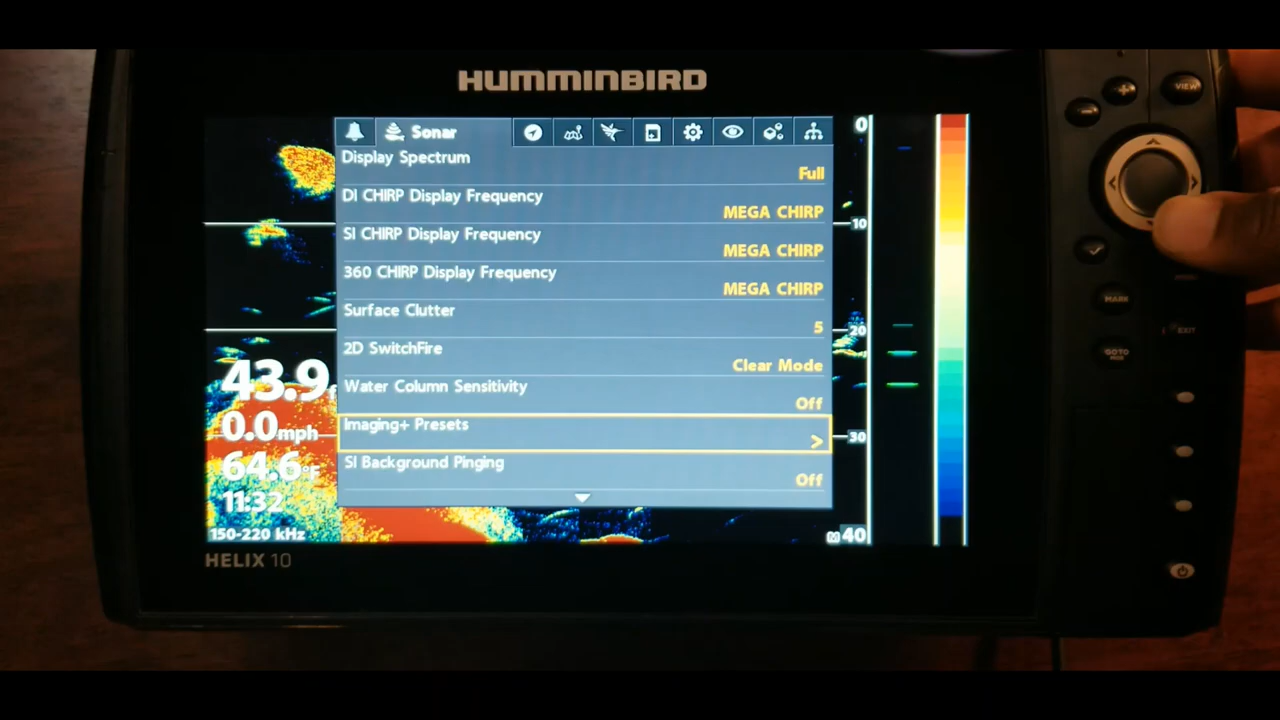 HUMMINBIRD
Sonar
Display Spectrum
Full
DI CHIRP Display Frequency
MEGA CHIRP
SI CHIRP Display Frequency
MEGA CHIRP
360 CHIRP Display Frequency
MEGA CHIRP
Surface Clutter
5
2D SwitchFire
Clear Mode
Water Column Sensitivity
Off
Imaging+ Presets
>
SI Background Pinging
Off
43.9
0.0mph
64.6°F
11:32
150-220 kHz
0
10
20
30
40
HELIX 10
VIEW
MARK
EXIT
GOTO